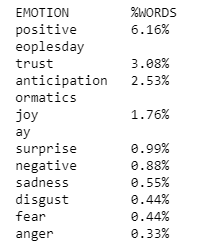 EMOTION %WORDS
positive 6.16%
eoplesday
trust 3.08%
anticipation 2.53%
ormatics
joy 1.76%
ay
surprise 0.99%
negative 0.88%
sadness 0.55%
disgust 0.44%
fear 0.44%
anger 0.33%